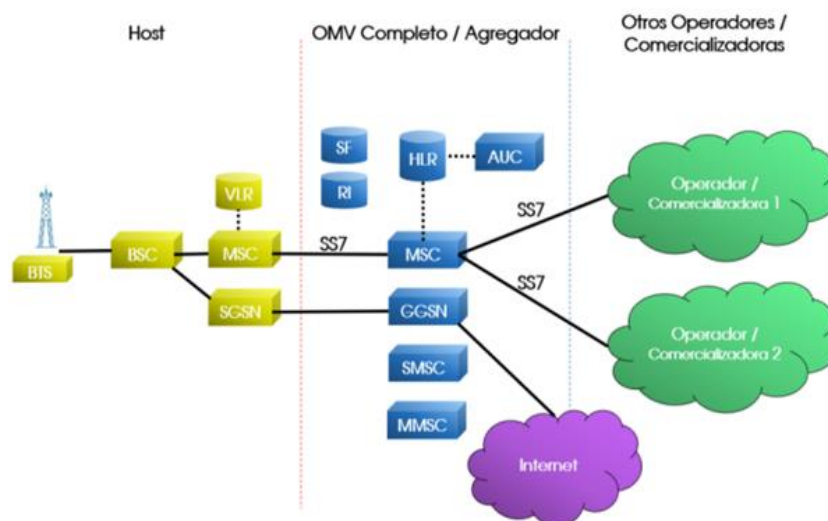 Host
OMV Completo / Agregador
Otros Operadores /
Comercializadoras
SF
HLR
AUC
VLR
RI
Operador /
Comercializadora 1
SS7
BTS
BSC
MSC
SS7
MSC
SS7
SGSN
GGSN
Operador /
Comercializadora 2
SMSC
MMSC
Internet